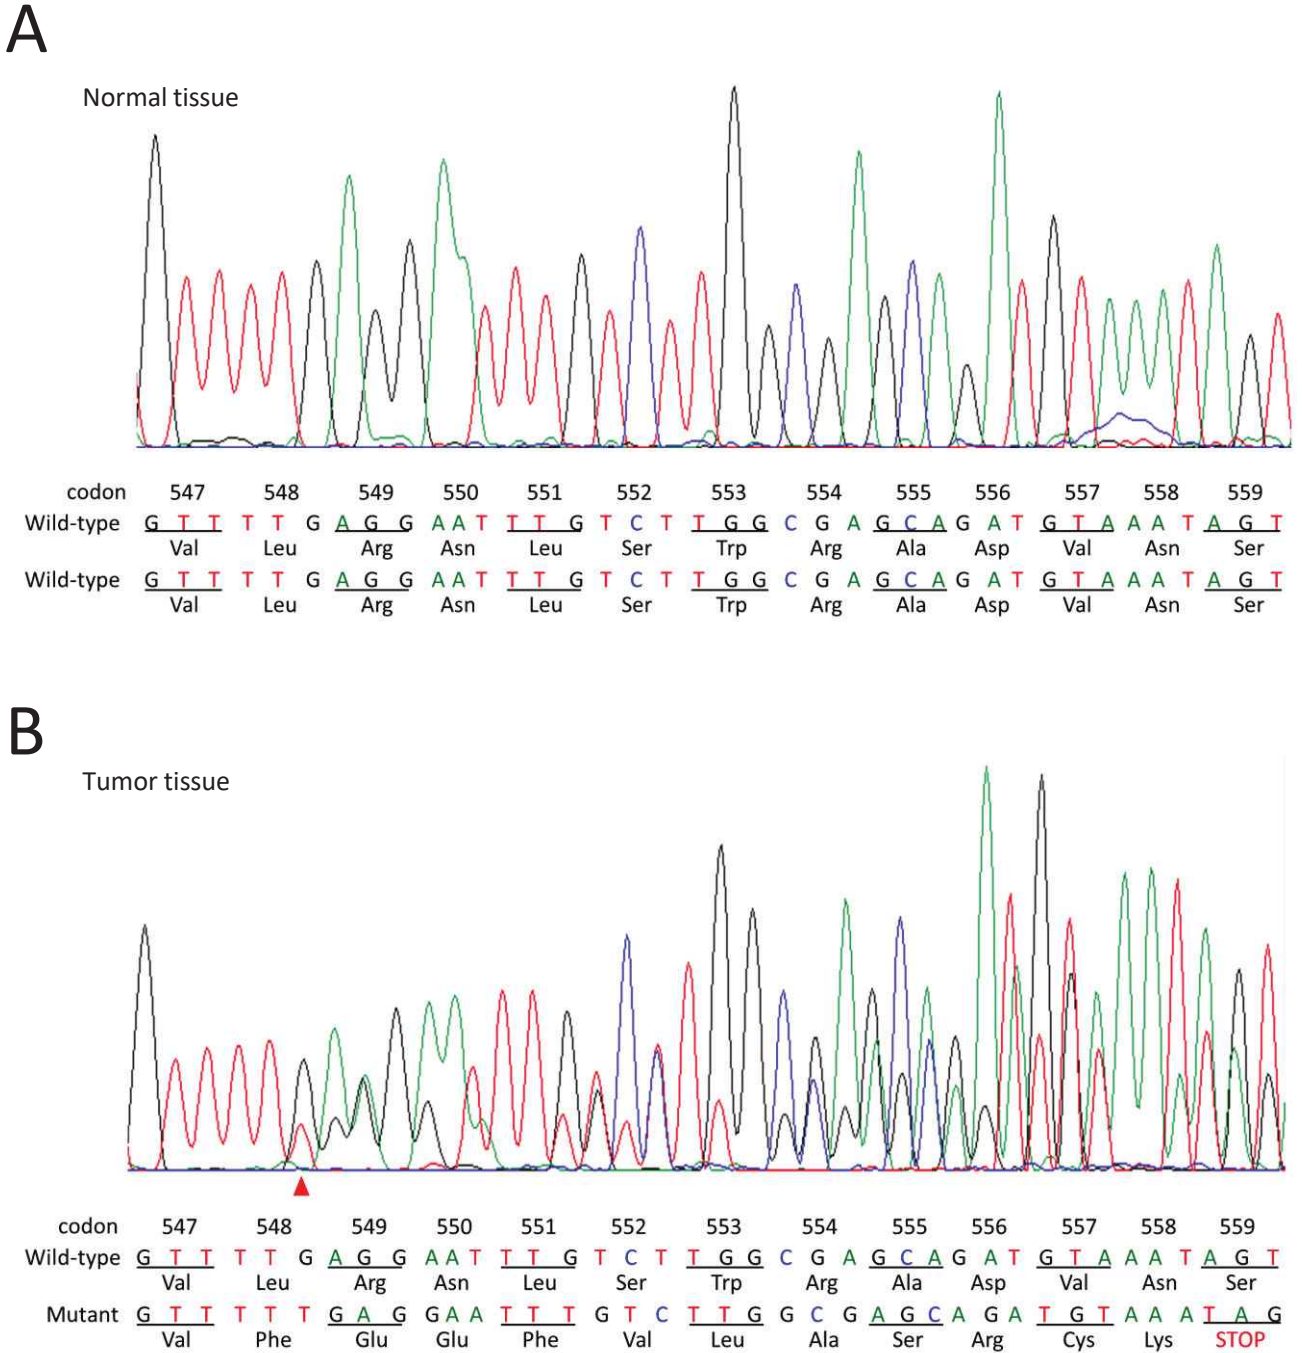 A
Normal tissue
codon 547 548 549 550 551 552 553 554 555 556 557 558 559
Wild-type G T T T T G A G G A A T T T G T C T T G G C G A G C A G A T G T A A A T A G T
Val Leu Arg Asn Leu Ser Trp Arg Ala Asp Val Asn Ser
Wild-type G T T T T G A G G A A T T T G T C T T G G C G A G C A G A T G T A A A T A G T
Val Leu Arg Asn Leu Ser Trp Arg Ala Asp Val Asn Ser
B
Tumor tissue
codon 547 548 549 550 551 552 553 554 555 556 557 558 559
Wild-type G T T T T G A G G A A T T T G T C T T G G C G A G C A G A T G T A A A T A G T
Val Leu Arg Asn Leu Ser Trp Arg Ala Asp Val Asn Ser
Mutant G T T T T T G A G G A A T T T G T C T T G G C G A G C A G A T G T A A A T A G
Val Phe Glu Glu Phe Val Leu Ala Ser Arg Cys Lys STOP